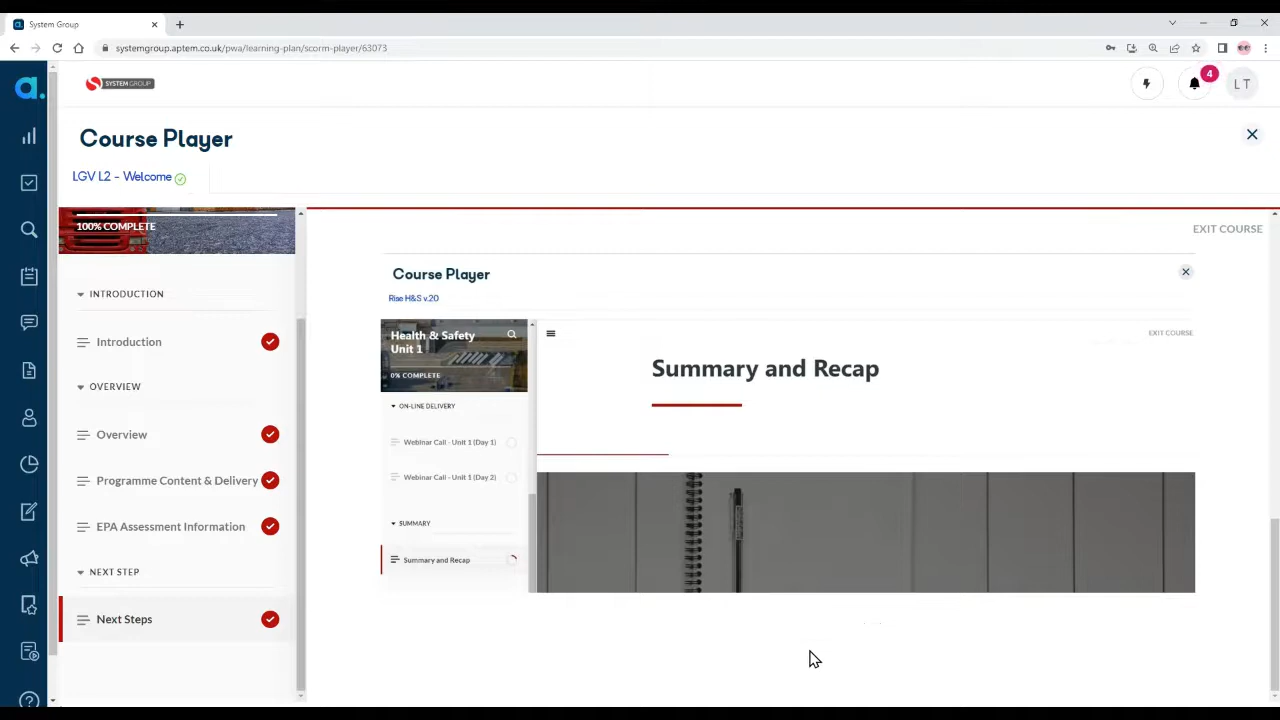 System Group
systemgroup.aptem.co.uk/pwa/learning-plan/scorm-player/63073
a.
SYSTEM GROUP
4
LT
Course Player
LGV L2 - Welcome
100% COMPLETE
EXIT COURSE
INTRODUCTION
Introduction
OVERVIEW
Overview
Programme Content & Delivery
EPA Assessment Information
NEXT STEP
Next Steps
Course Player
Rise H&S v.20
Health & Safety
Unit 1
0% COMPLETE
EXIT COURSE
ON-LINE DELIVERY
Webinar Call - Unit 1 (Day 1)
Webinar Call - Unit 1 (Day 2)
SUMMARY
Summary and Recap
Summary and Recap